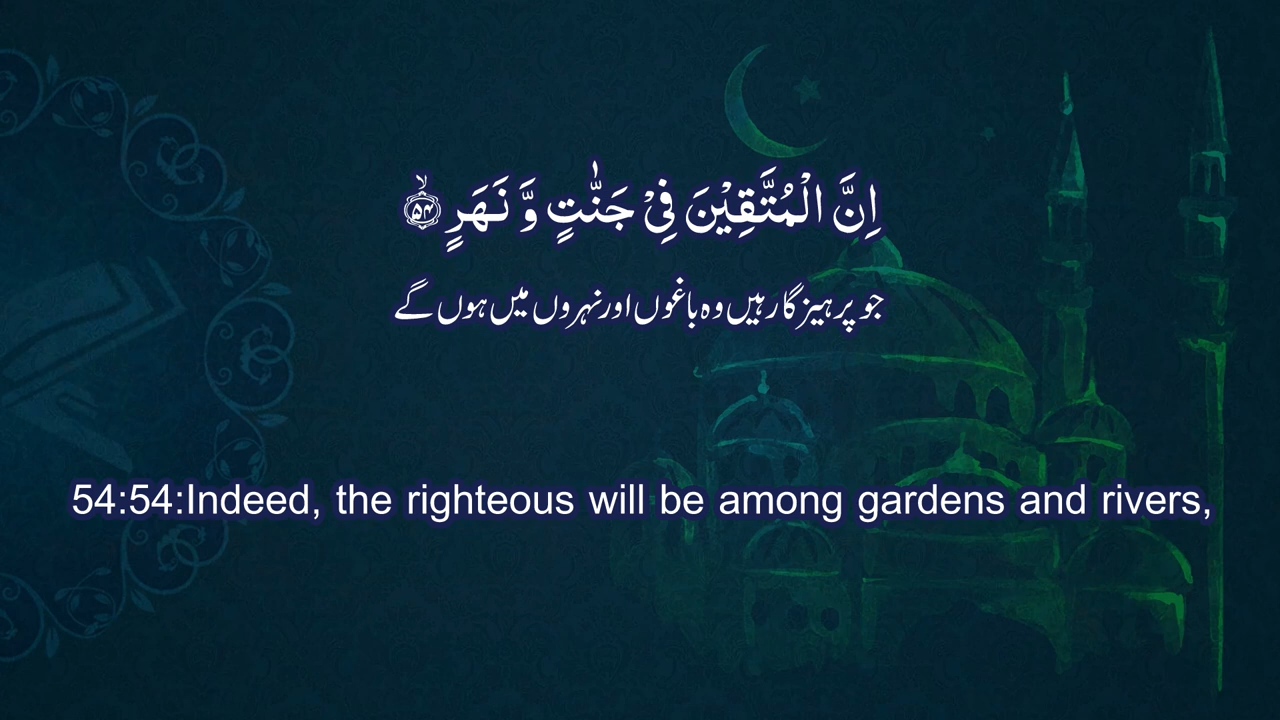 اِنَّ الْمُتَّقِیْنَ فِیْ جَنّٰتٍ وَّ نَهَرٍ ۙ﴿۵۴﴾
جو پرہیزگار ہیں وہ باغوں اور نہروں میں ہوں گے
54:54:Indeed, the righteous will be among gardens and rivers,